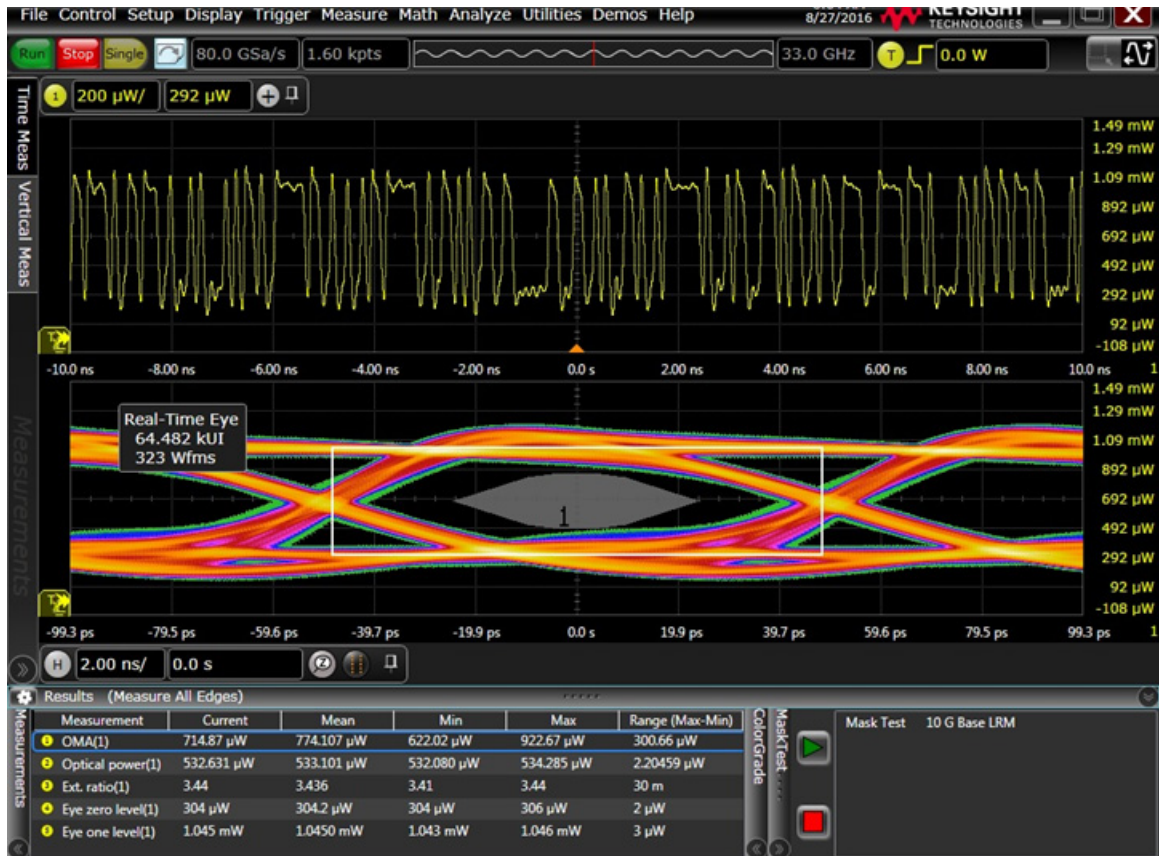 File Control Setup Display Trigger Measure Math Analyze Utilities Demos Help
8/27/2016
KEYSIGHT
TECHNOLOGIES
Run Stop Single 80.0 GSa/s 1.60 kpts 33.0 GHz T 0.0 W
Time Meas
Vertical Meas
Measurements
1 200 µW/ 292 µW
1.49 mW
1.29 mW
1.09 mW
892 µW
692 µW
492 µW
292 µW
92 µW
-108 µW
-10.0 ns -8.00 ns -6.00 ns -4.00 ns -2.00 ns 0.0 s 2.00 ns 4.00 ns 6.00 ns 8.00 ns 10.0 ns 1
Real-Time Eye
64.482 kUI
323 Wfms
1
1.49 mW
1.29 mW
1.09 mW
892 µW
692 µW
492 µW
292 µW
92 µW
-108 µW
-99.3 ps -79.5 ps -59.6 ps -39.7 ps -19.9 ps 0.0 s 19.9 ps 39.7 ps 59.6 ps 79.5 ps 99.3 ps 1
H 2.00 ns/ 0.0 s Z
Results (Measure All Edges)
Measurements
Measurement Current Mean Min Max Range (Max-Min)
1 OMA(1) 714.87 µW 774.107 µW 622.02 µW 922.67 µW 300.66 µW
2 Optical power(1) 532.631 µW 533.101 µW 532.080 µW 534.285 µW 2.20459 µW
3 Ext. ratio(1) 3.44 3.436 3.41 3.44 30 m
Eye zero level(1) 304 µW 304.2 µW 304 µW 306 µW 2 µW
Eye one level(1) 1.045 mW 1.0450 mW 1.043 mW 1.046 mW 3 µW
ColorGrade
MaskTest
Mask Test 10 G Base LRM